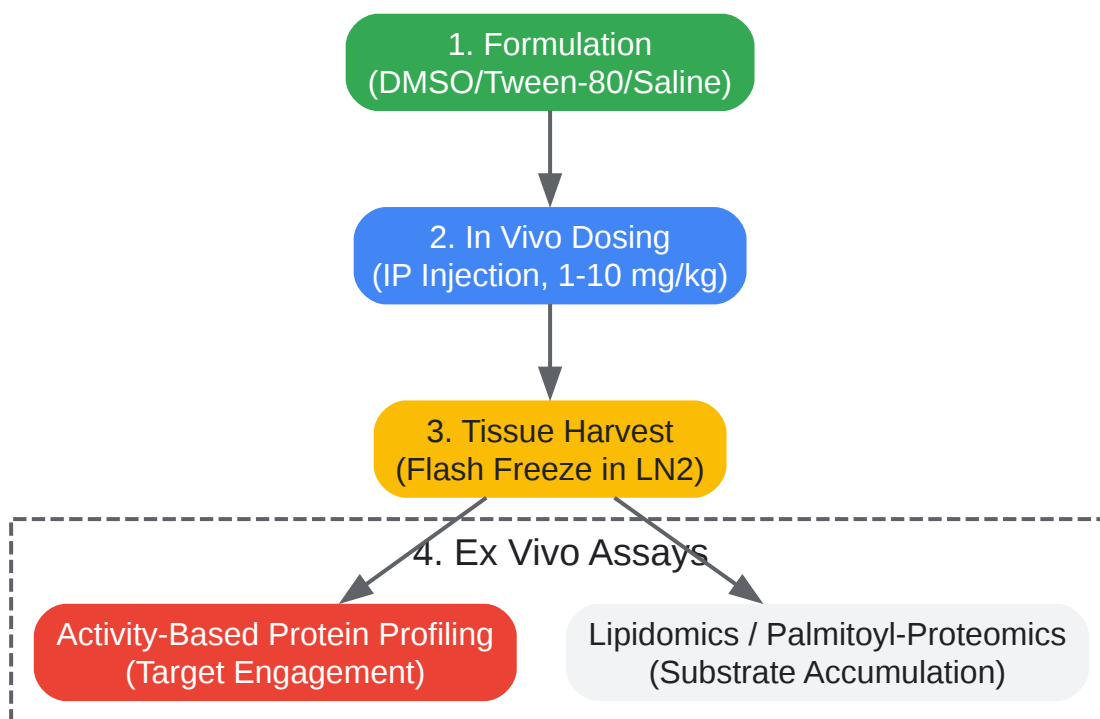 1. Formulation
(DMSO/Tween-80/Saline)
2. In Vivo Dosing
(IP Injection, 1-10 mg/kg)
3. Tissue Harvest
(Flash Freeze in LN2)
4. Ex Vivo Assays
Activity-Based Protein Profiling
(Target Engagement)
Lipidomics / Palmitoyl-Proteomics
(Substrate Accumulation)